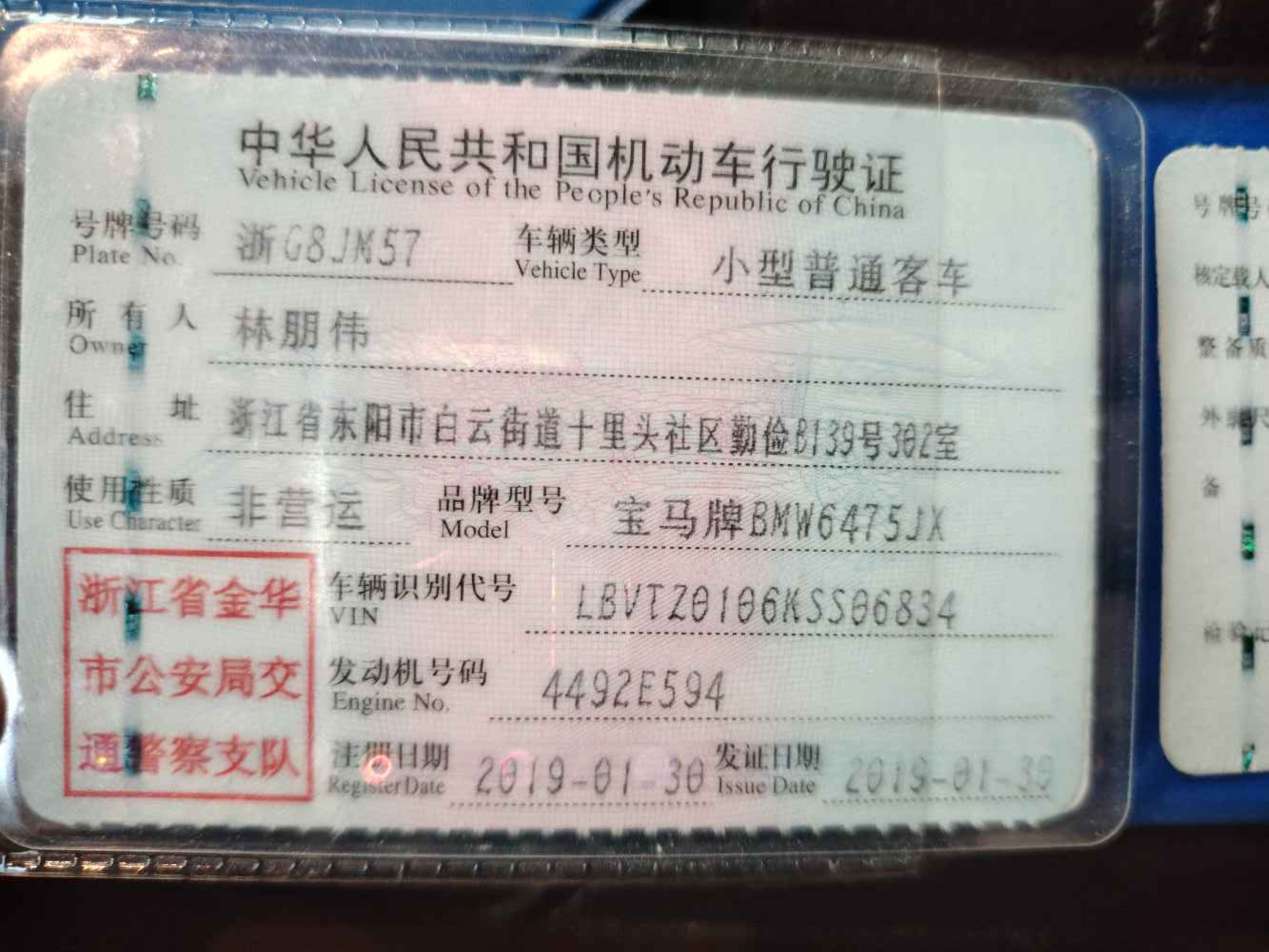 中华人民共和国机动车行驶证
Vehicle License of the People's Republic of China
号牌号码 浙G8JM57 车辆类型 小型普通客车
Plate No. Vehicle Type
所有人 林朋伟
Owner
住址 浙江省东阳市白云街道十里头社区勤俭B139号302室
Address
使用性质 非营运 品牌型号 宝马牌BMW6475JX
Use Character Model
浙江省金华
市公安局交
通警察支队
车辆识别代号 LBVTZ0106KSS06834
VIN
发动机号码 4492E594
Engine No.
注册日期 2019-01-30 发证日期 2019-01-30
Register Date Issue Date
号牌号
核定载人
整备质
外廓尺
备
检验记